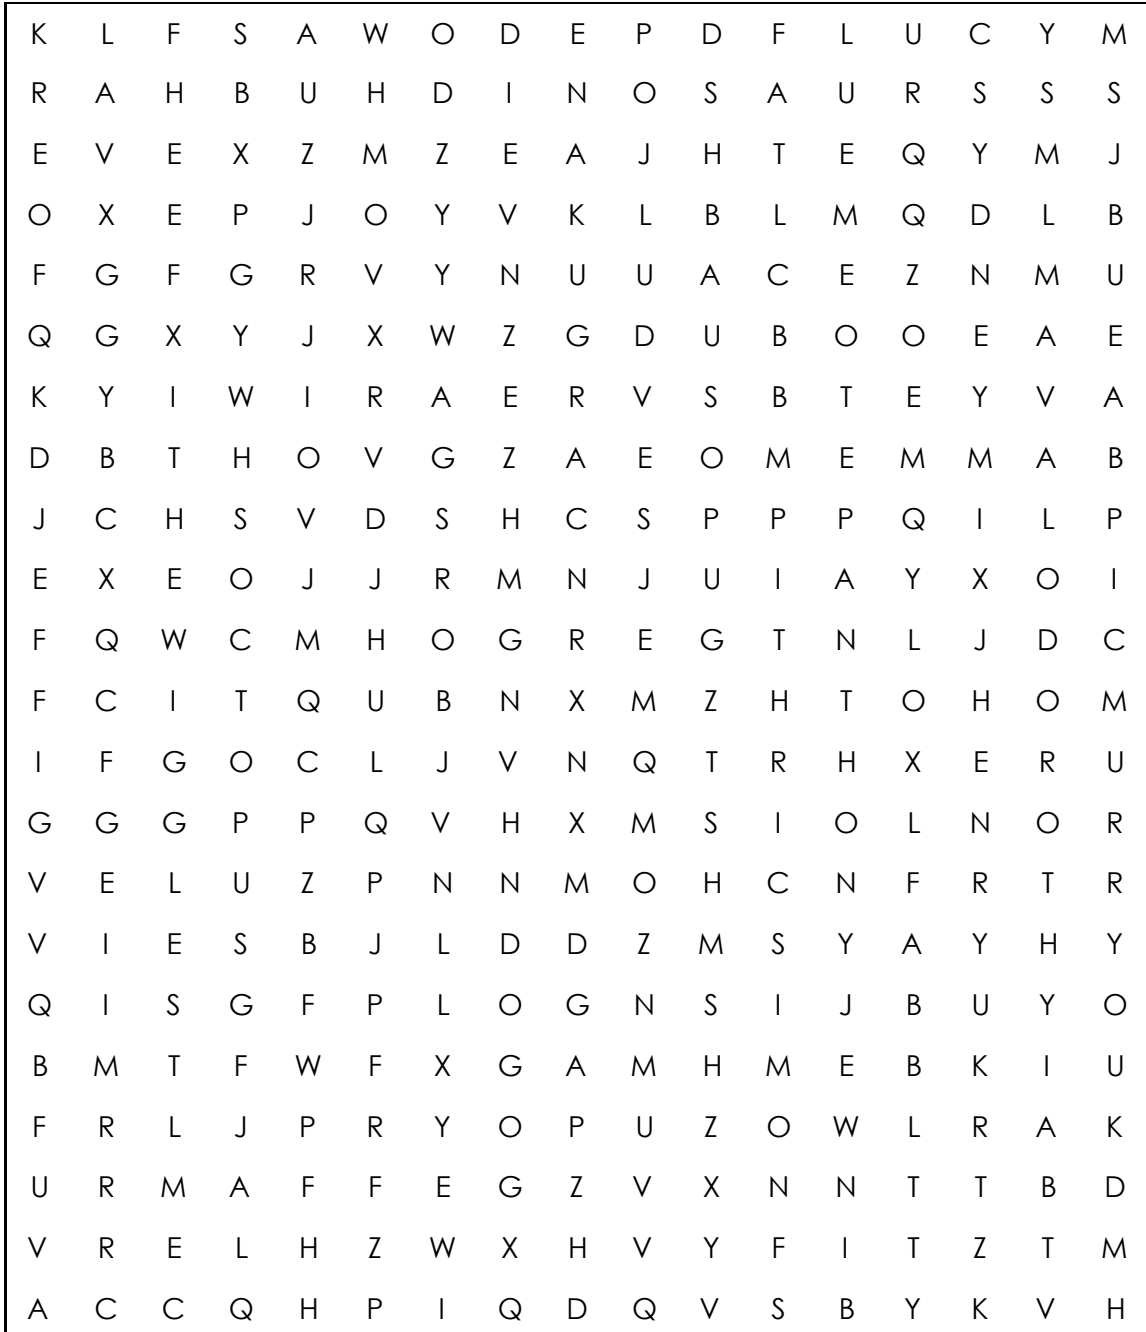 K L F S A W O D E P D F L U C Y M
R A H B U H D I N O S A U R S S S
E V E X Z M Z E A J H T E Q Y M J
O X E P J O Y V K L B L M Q D L B
F G F G R V Y N U U A C E Z N M U
Q G X Y J X W Z G D U B O O E A E
K Y I W I R A E R V S B T E Y V A
D B T H O V G Z A E O M E M M A B
J C H S V D S H C S P P P Q I L P
E X E O J J R M N J U I A Y X O I
F Q W C M H O G R E G T N L J D C
F C I T Q U B N X M Z H T O H O M
I F G O C L J V N Q T R H X E R U
G G G P P Q V H X M S I O L N O R
V E L U Z P N N M O H C N F R T R
V I E S B J L D D Z M S Y A Y H Y
Q I S G F P L O G N S I J B U Y O
B M T F W F X G A M H M E B K I U
F R L J P R Y O P U Z O W L R A K
U R M A F F E G Z V X N N T T B D
V R E L H Z W X H V Y F I T Z T M
A C C Q H P I Q D Q V S B Y K V H